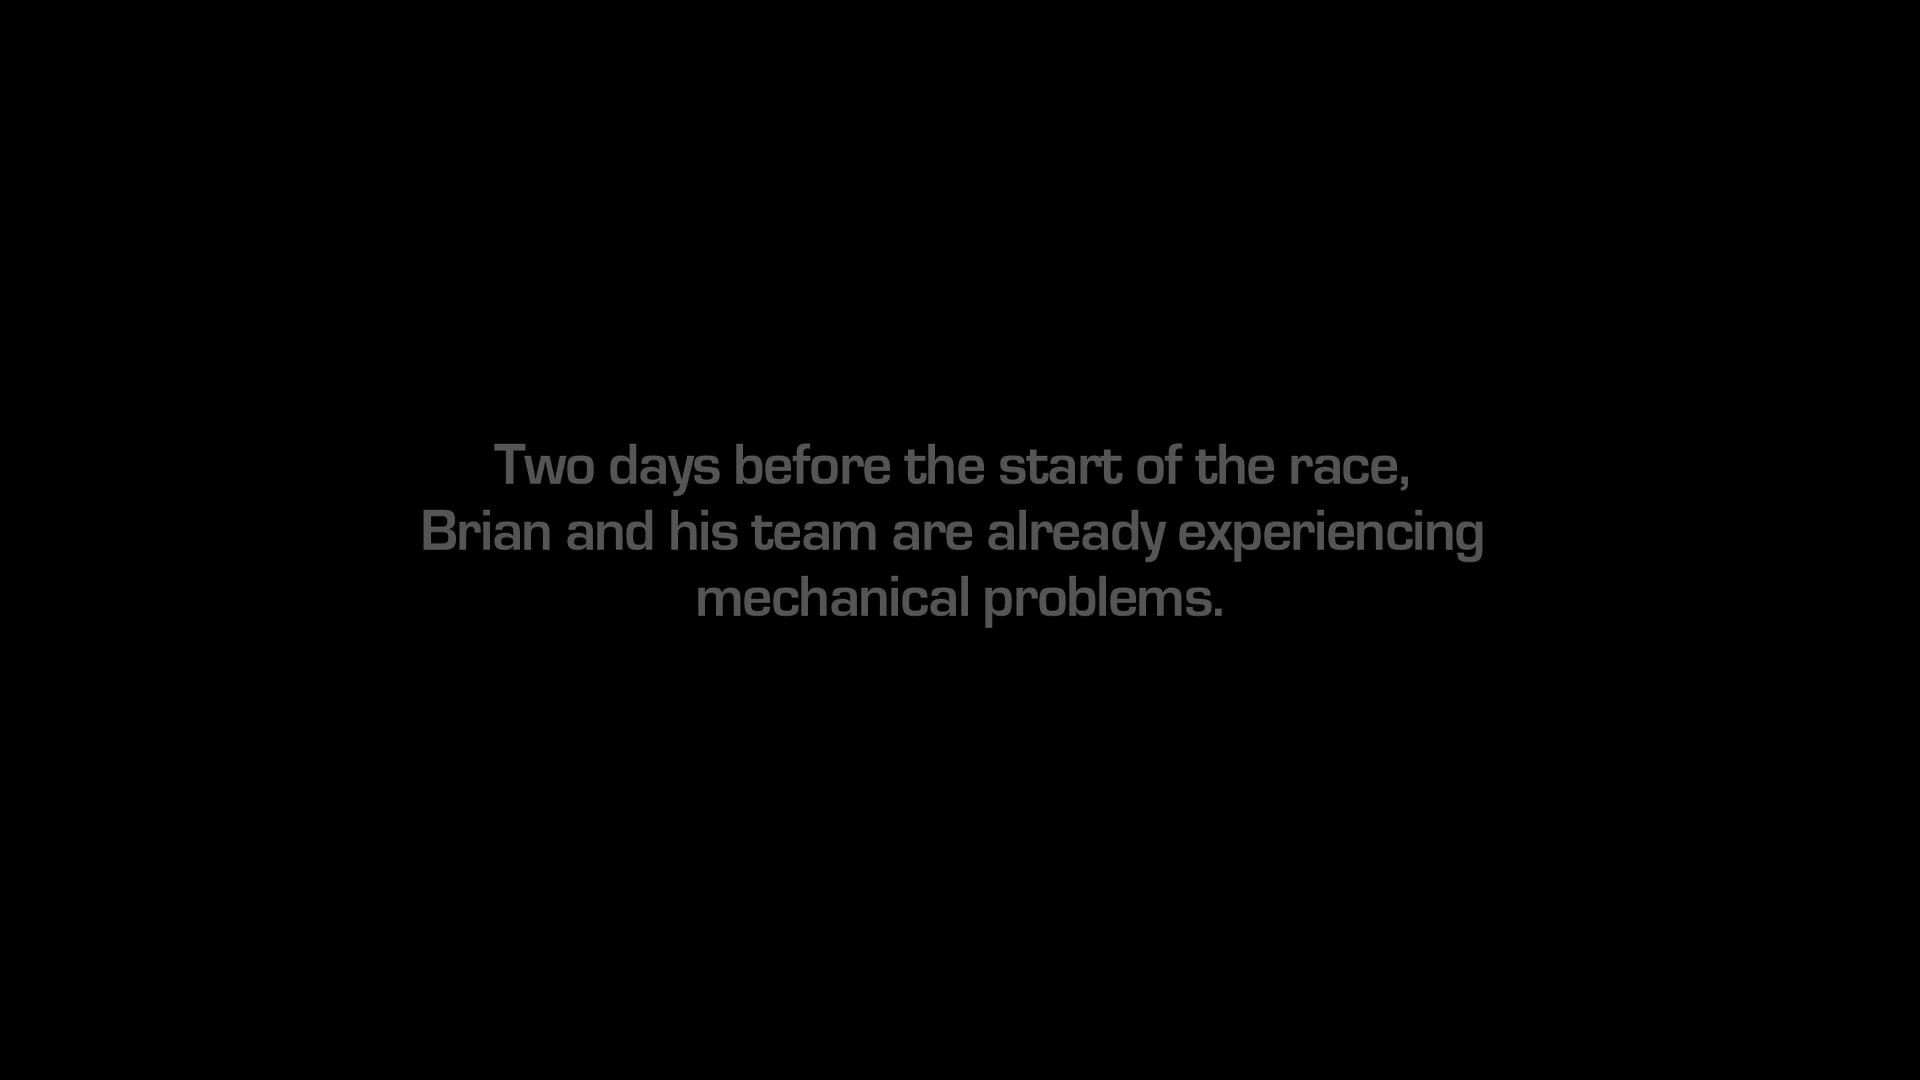 Two days before the start of the race,
Brian and his team are already experiencing
mechanical problems.